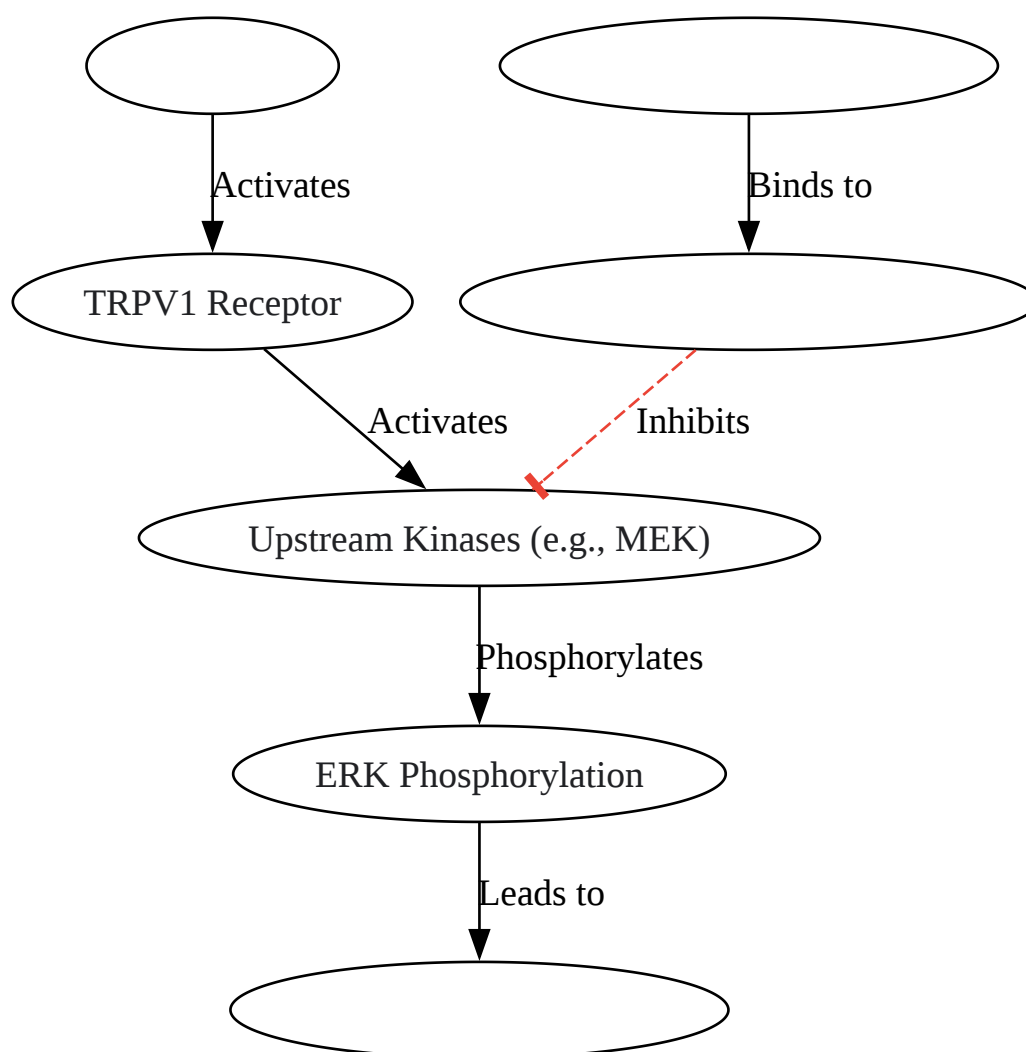 Activates
Binds to
TRPV1 Receptor
Activates
Inhibits
Upstream Kinases (e.g., MEK)
Phosphorylates
ERK Phosphorylation
Leads to